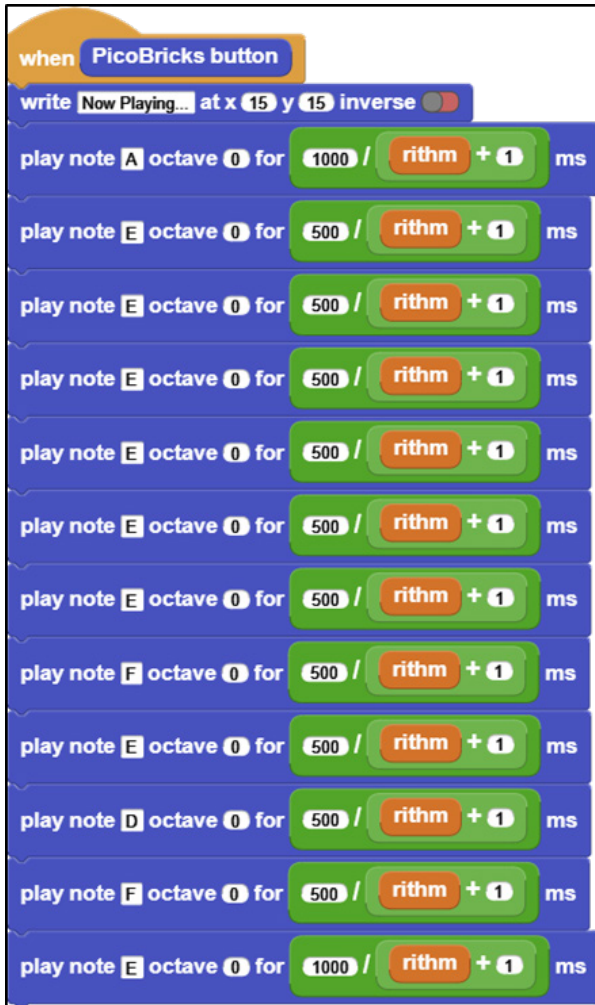 when PicoBricks button
write Now Playing... at x 15 y 15 inverse
play note A octave 0 for 1000 / rithm + 1 ms
play note E octave 0 for 500 / rithm + 1 ms
play note E octave 0 for 500 / rithm + 1 ms
play note E octave 0 for 500 / rithm + 1 ms
play note E octave 0 for 500 / rithm + 1 ms
play note E octave 0 for 500 / rithm + 1 ms
play note E octave 0 for 500 / rithm + 1 ms
play note F octave 0 for 500 / rithm + 1 ms
play note E octave 0 for 500 / rithm + 1 ms
play note D octave 0 for 500 / rithm + 1 ms
play note F octave 0 for 500 / rithm + 1 ms
play note E octave 0 for 1000 / rithm + 1 ms